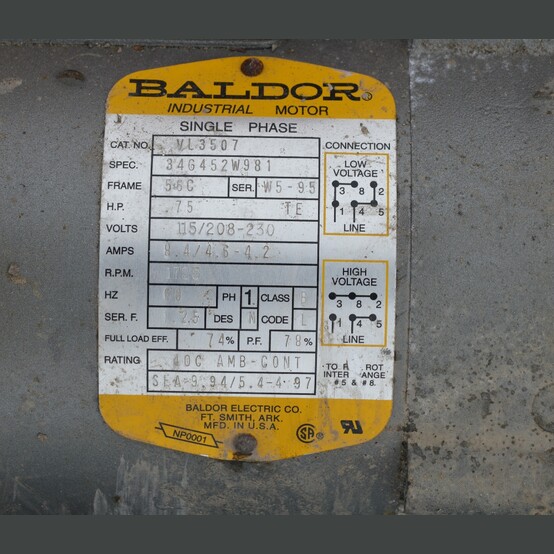 BALDOR®
INDUSTRIAL MOTOR
SINGLE PHASE
CAT. NO. VL3507
SPEC. 34G452W981
FRAME 56C SER. W5-95
H.P. .75 TE
VOLTS 115/208-230
AMPS 8.4/4.6-4.2
R.P.M.
HZ 60 PH 1 CLASS
SER. F. 1.25 DES N CODE L
FULL LOAD EFF. 74% P.F. 78%
RATING 40C AMB-CONT
9.94/5.4-4.97
CONNECTION
LOW
VOLTAGE
3 8 2
1 4 5
LINE
HIGH
VOLTAGE
3 8 2
1 4 5
LINE
TO R ROT
INTER ANGE
#5 & #8.
BALDOR ELECTRIC CO.
FT. SMITH, ARK.
MFD. IN U.S.A.
NP0001